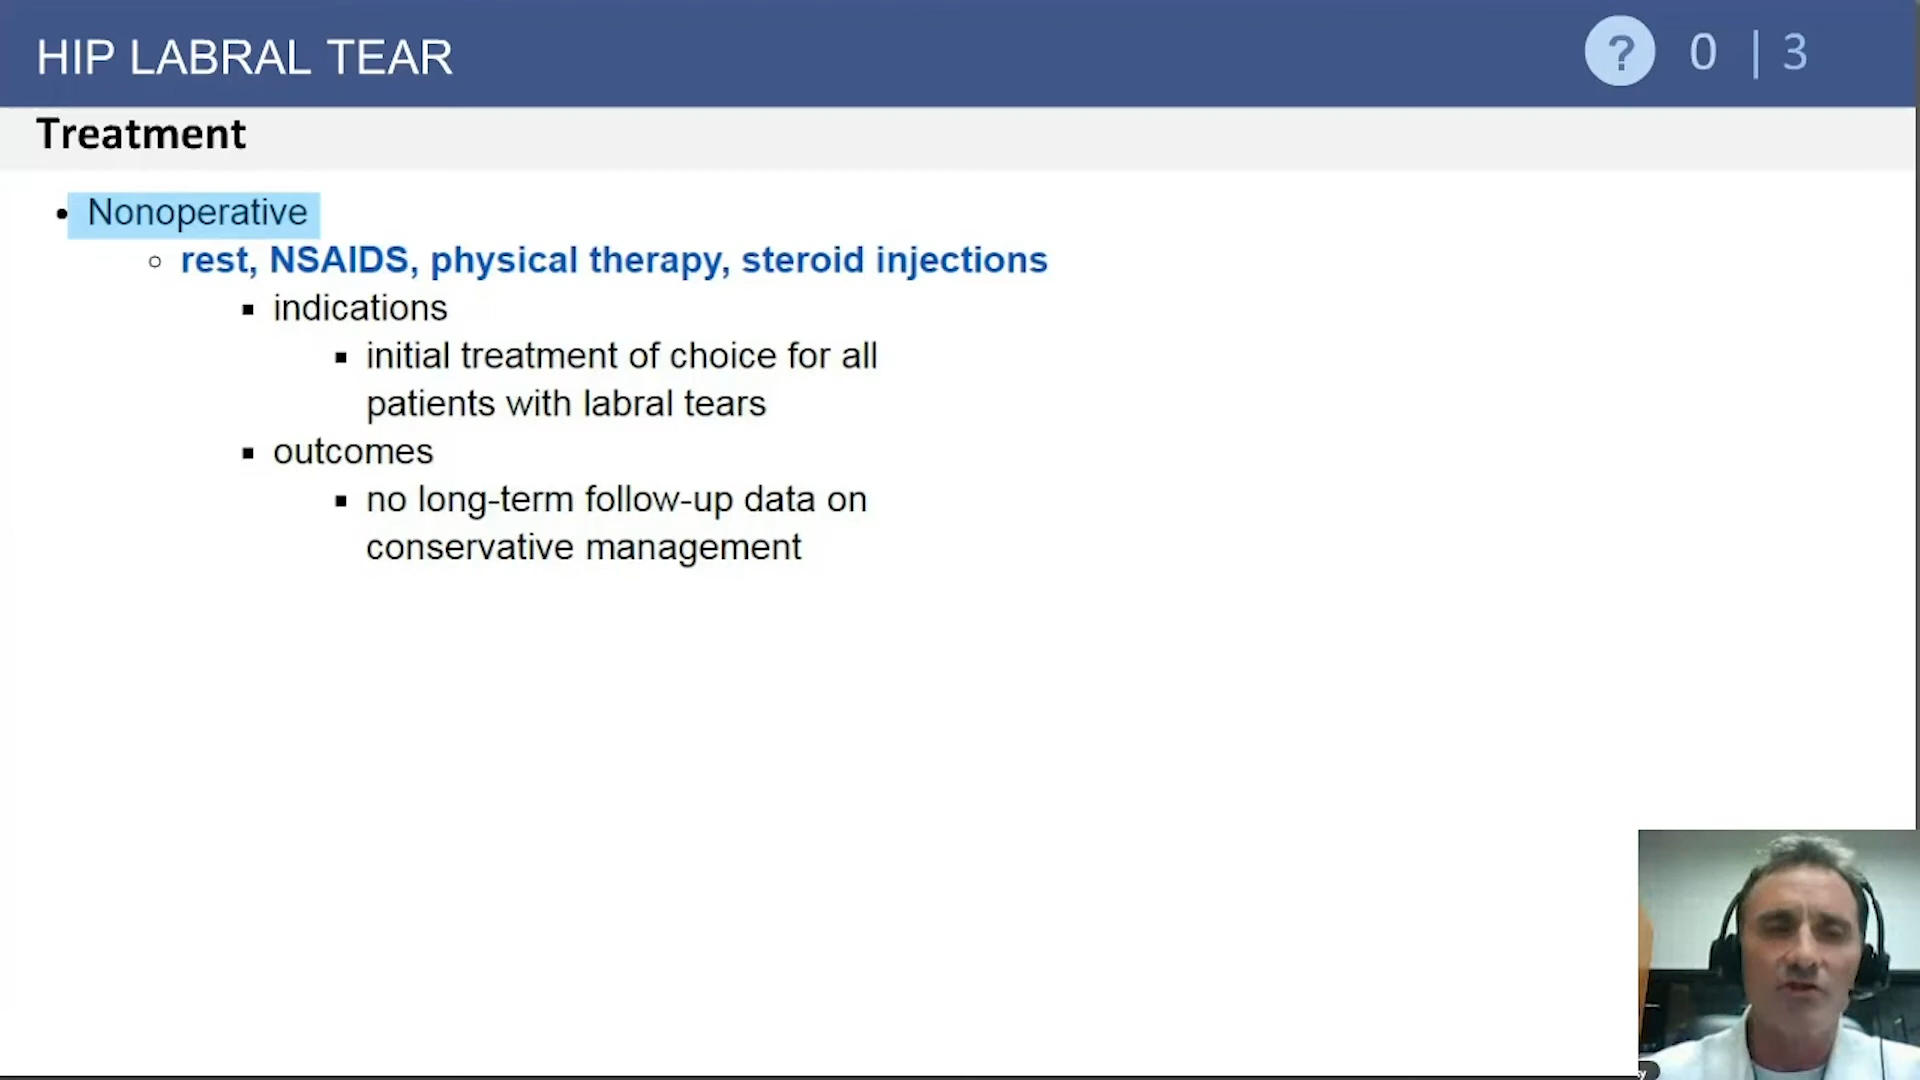 HIP LABRAL TEAR
? 0 | 3
Treatment
• Nonoperative
○ rest, NSAIDS, physical therapy, steroid injections
▪ indications
▪ initial treatment of choice for all
patients with labral tears
▪ outcomes
▪ no long-term follow-up data on
conservative management